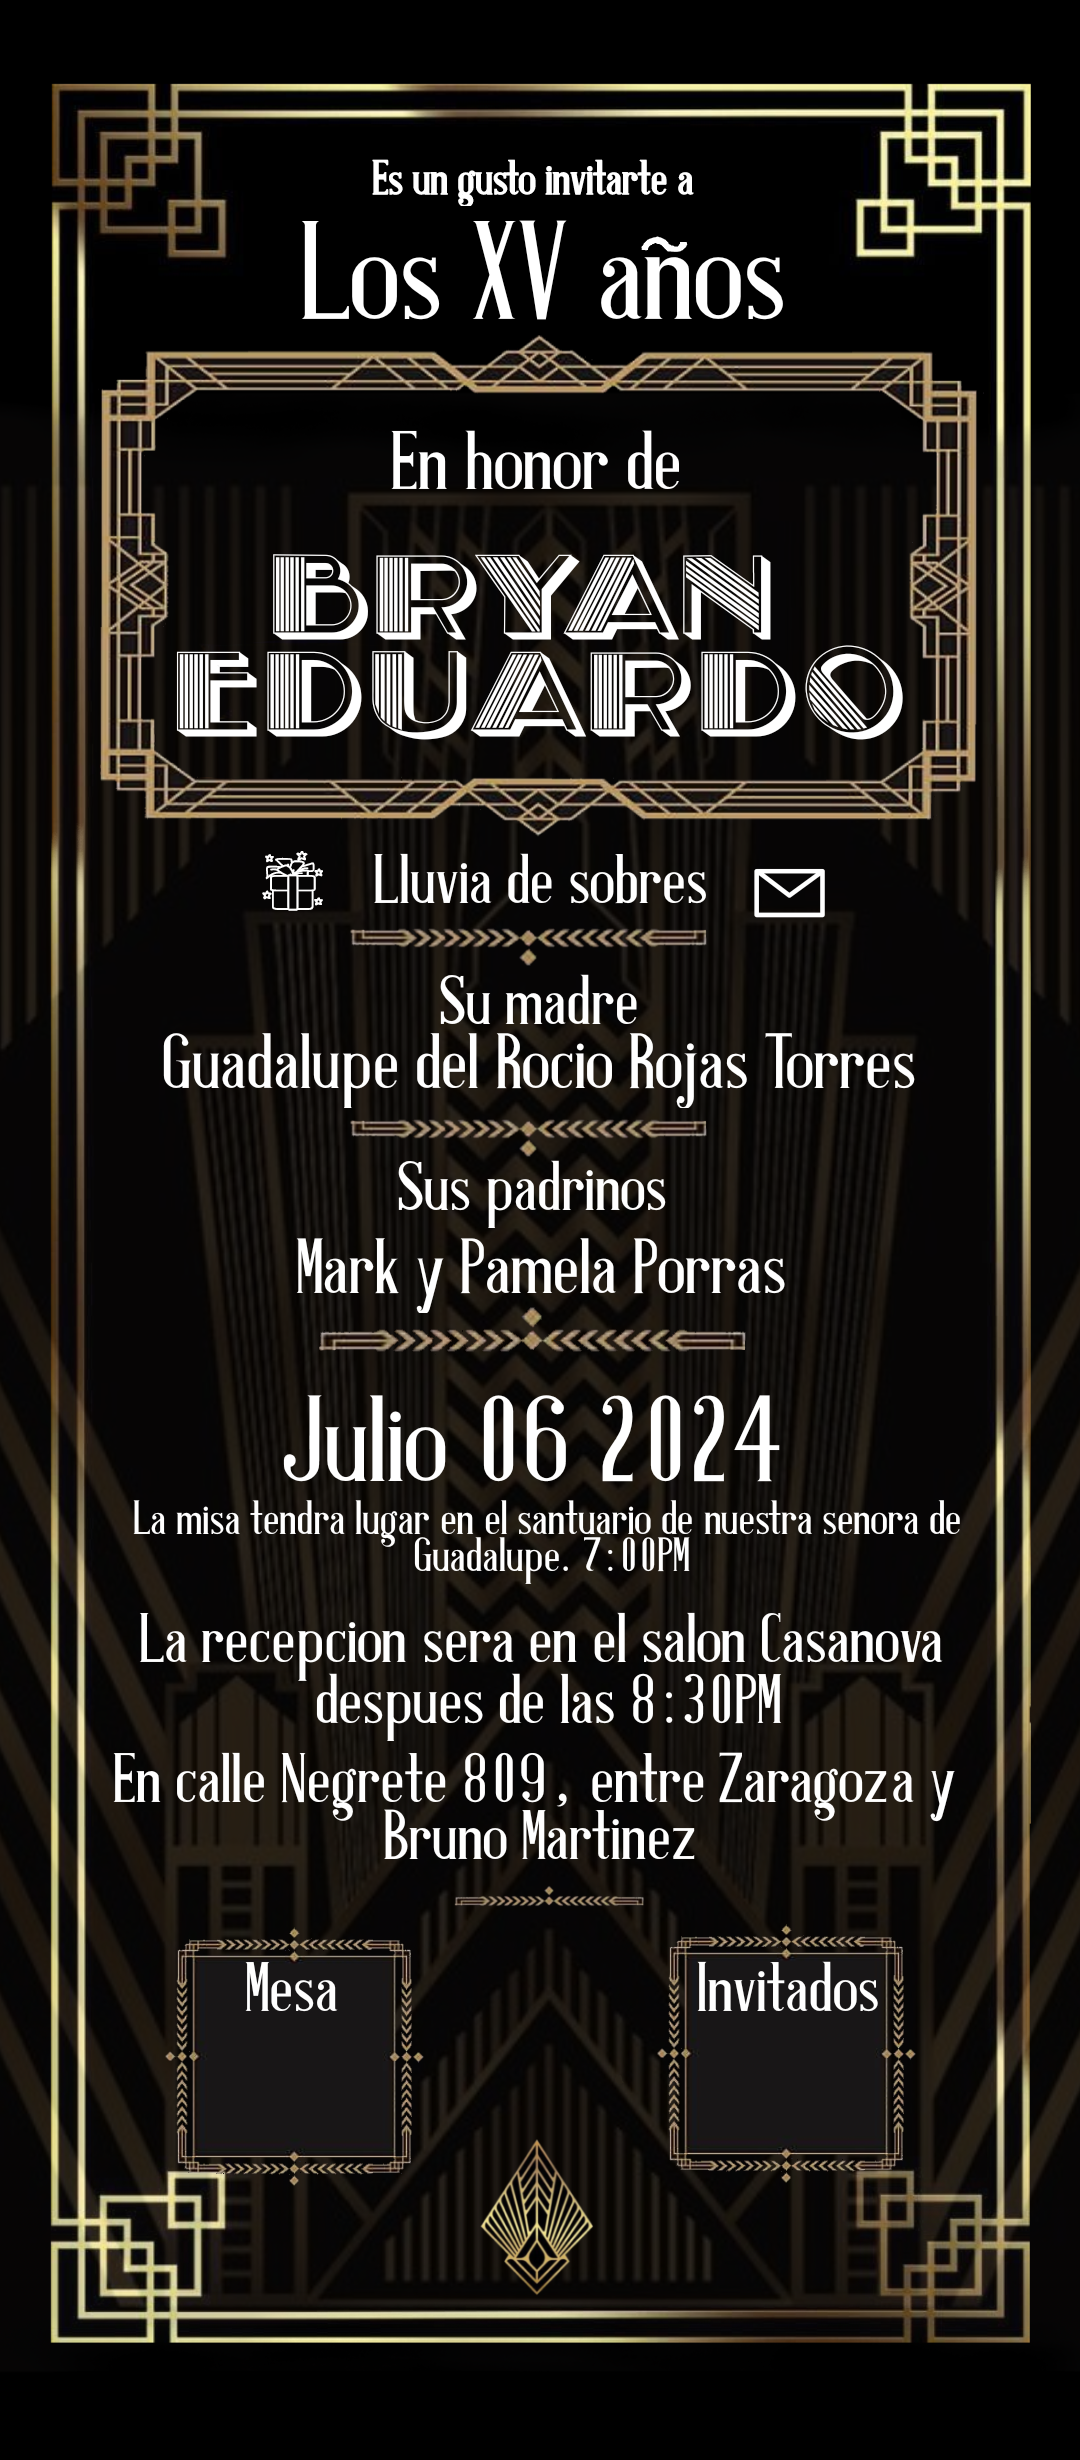 Es un gusto invitarte a
Los XV años
En honor de
BRYAN
EDUARDO
Lluvia de sobres
Su madre
Guadalupe del Rocio Rojas Torres
Sus padrinos
Mark y Pamela Porras
Julio 06 2024
La misa tendra lugar en el santuario de nuestra senora de
Guadalupe. 7:00PM
La recepcion sera en el salon Casanova
despues de las 8:30PM
En calle Negrete 809, entre Zaragoza y
Bruno Martinez
Mesa
Invitados